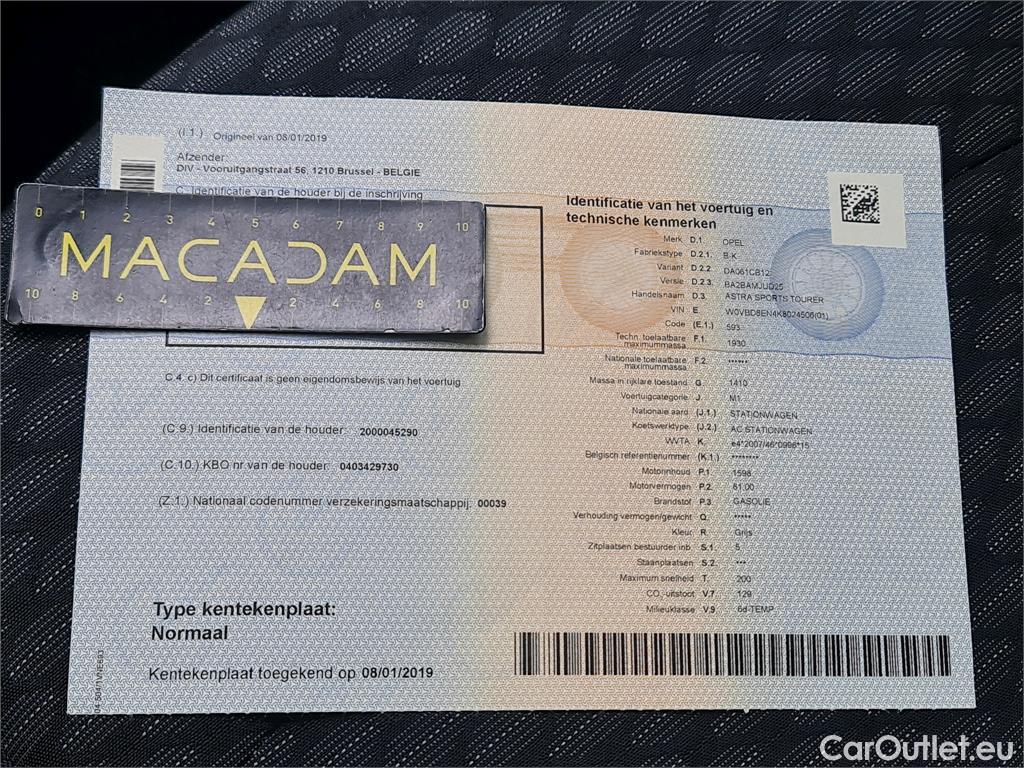 (I.1.) Origineel van 08/01/2019
Afzender:
DIV - Vooruitgangstraat 56, 1210 Brussel - BELGIE
C. Identificatie van de houder bij de inschrijving
0 1 2 3 4 5 6 7 8 9 10
MACADAM
10 8 6 4 2 2 4 6 8 10
C.4. c) Dit certificaat is geen eigendomsbewijs van het voertuig
(C.9.) Identificatie van de houder: 2000045290
(C.10.) KBO nr van de houder: 0403429730
(Z.1.) Nationaal codenummer verzekeringsmaatschappij: 00039
Type kentekenplaat:
Normaal
Kentekenplaat toegekend op 08/01/2019
Identificatie van het voertuig en
technische kenmerken
Merk D.1. OPEL
Fabriekstype D.2.1. B-K
Variant D.2.2 DA061CB12
Versie D.2.3. BA2BAMJUD25
Handelsnaam D.3. ASTRA SPORTS TOURER
VIN E. W0VBD8EN4K8024506(01)
Code (E.1.) 593
Techn. toelaatbare maximummassa F.1. 1930
Nationale toelaatbare maximummassa F.2. ******
Massa in rijklare toestand G. 1410
Voertuigcategorie J. M1
Nationale aard (J.1.) STATIONWAGEN
Koetswerktype (J.2.) AC STATIONWAGEN
WVTA K. e4*2007/46*0996*15
Belgisch referentienummer (K.1.) ********
Motorinhoud P.1. 1598
Motorvermogen P.2. 81.00
Brandstof P.3. GASOLIE
Verhouding vermogen/gewicht Q. *****
Kleur R. Grijs
Zitplaatsen bestuurder inb. S.1. 5
Staanplaatsen S.2. ***
Maximum snelheid T. 200
CO₂-uitstoot V.7. 129
Milieuklasse V.9. 6d-TEMP
CarOutlet.eu